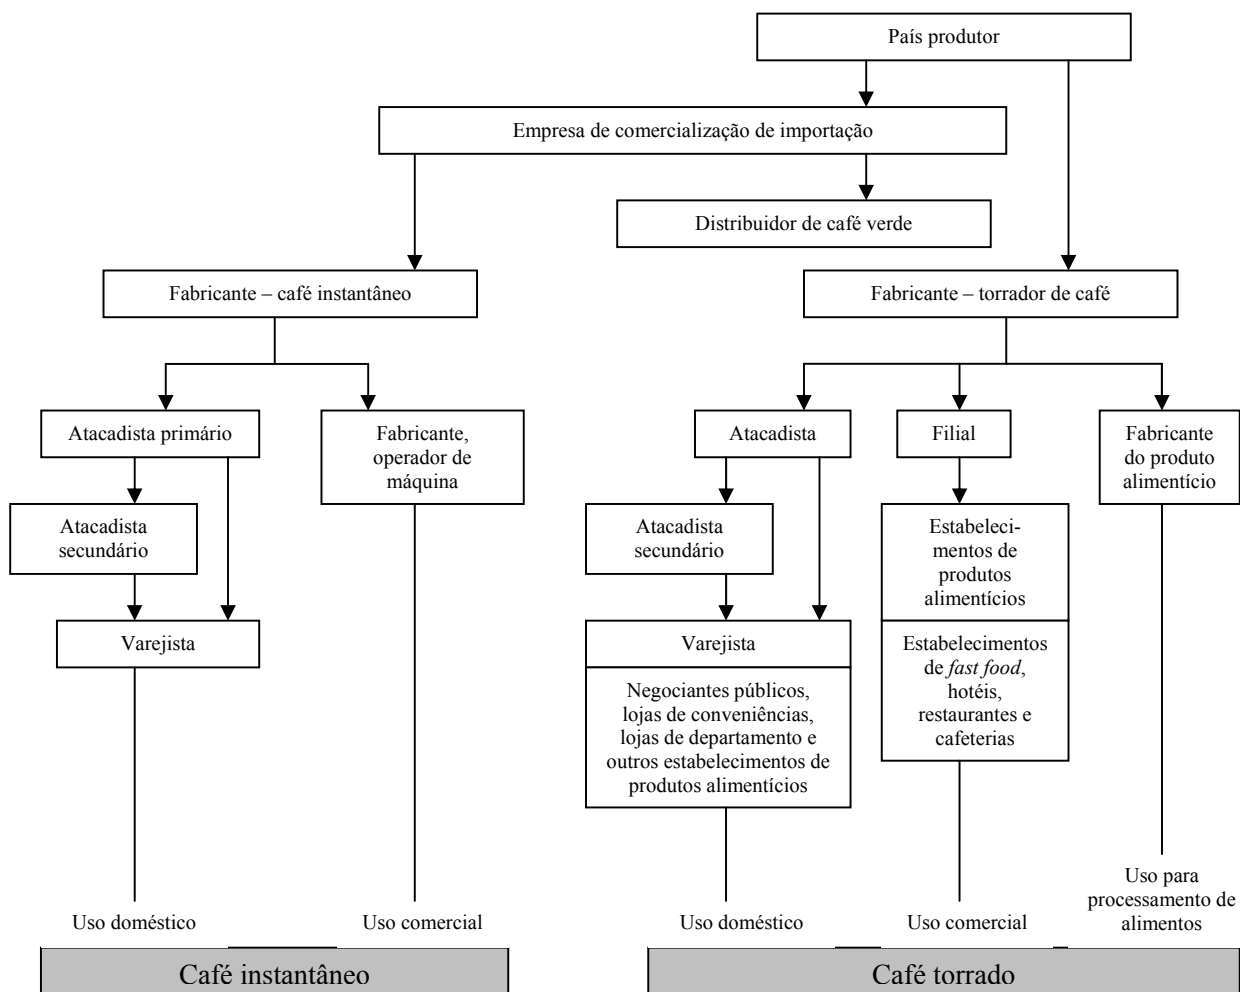 País produtor
Empresa de comercialização de importação
Distribuidor de café verde
Fabricante – café instantâneo
Fabricante – torrador de café
Atacadista primário
Fabricante,
operador de
máquina
Atacadista
Filial
Fabricante
do produto
alimentício
Atacadista
secundário
Atacadista
secundário
Estabeleci-
mentos de
produtos
alimentícios
Varejista
Varejista
Negociantes públicos,
lojas de conveniências,
lojas de departamento e
outros estabelecimentos de
produtos alimentícios
Estabelecimentos
de fast food,
hotéis,
restaurantes e
cafeterias
Uso doméstico
Uso comercial
Uso doméstico
Uso comercial
Uso para
processamento de
alimentos
Café instantâneo
Café torrado